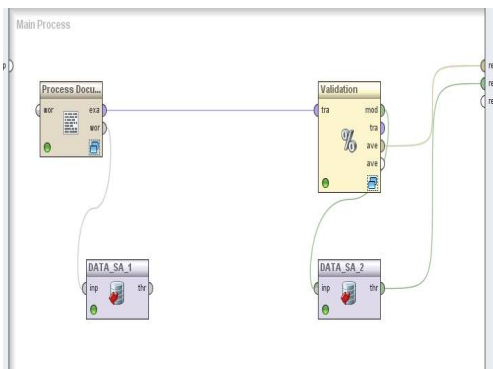 Main Process
p
Process Docu...
wor
exa
wor
Validation
tra
mod
tra
ave
ave
%
re
re
re
DATA_SA_1
inp
thr
DATA_SA_2
inp
thr